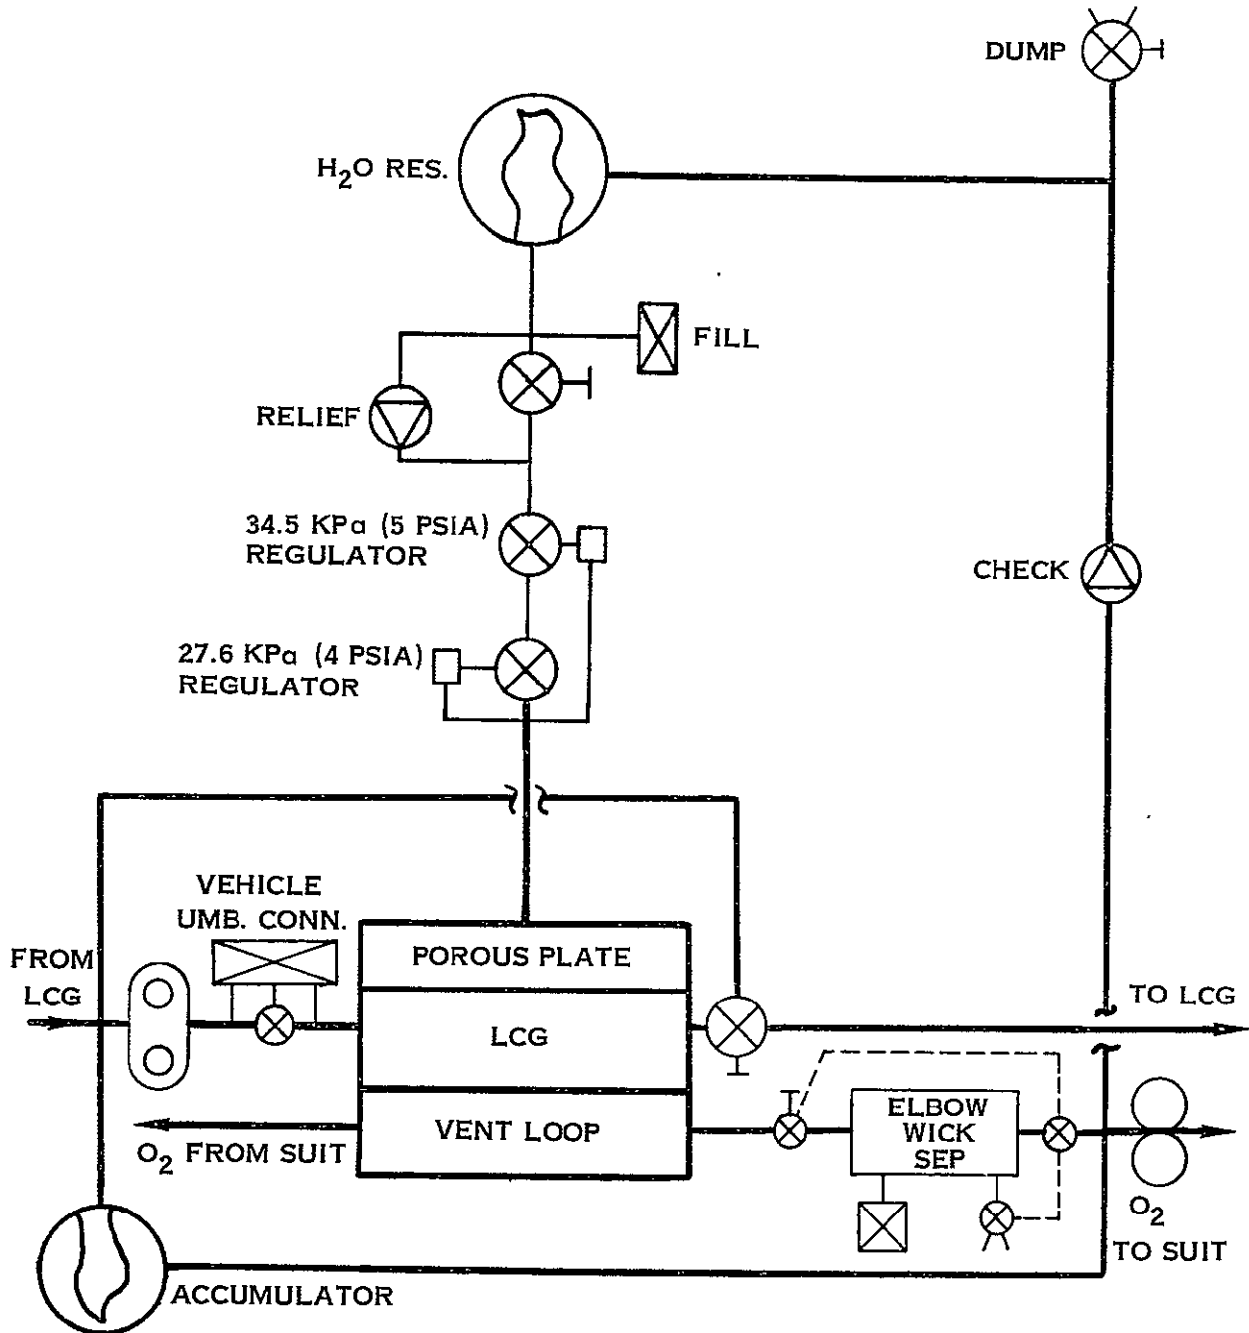 DUMP
H₂O RES.
FILL
RELIEF
34.5 KPa (5 PSIA)
REGULATOR
CHECK
27.6 KPa (4 PSIA)
REGULATOR
VEHICLE
UMB. CONN.
FROM
LCG
POROUS PLATE
TO LCG
LCG
ELBOW
WICK
SEP
VENT LOOP
O₂ FROM SUIT
O₂
TO SUIT
ACCUMULATOR